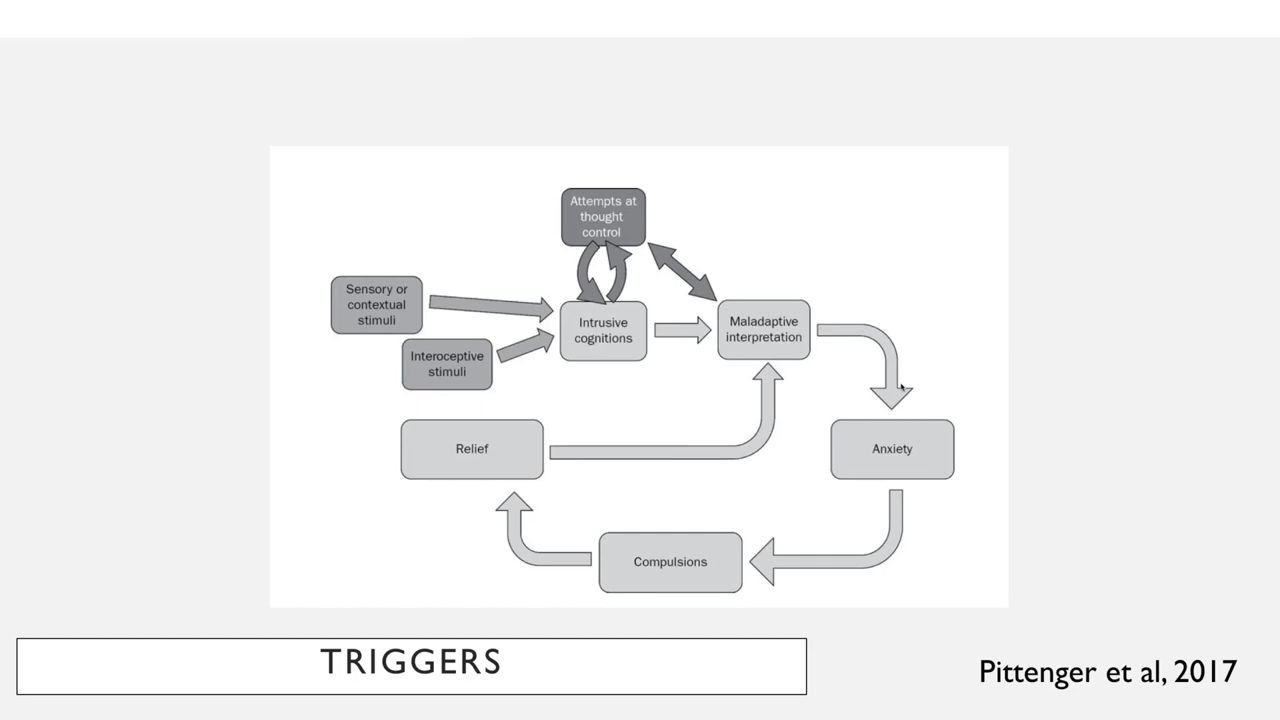 Attempts at
thought
control
Sensory or
contextual
stimuli
Intrusive
cognitions
Maladaptive
interpretation
Interoceptive
stimuli
Relief
Anxiety
Compulsions
TRIGGERS
Pittenger et al, 2017